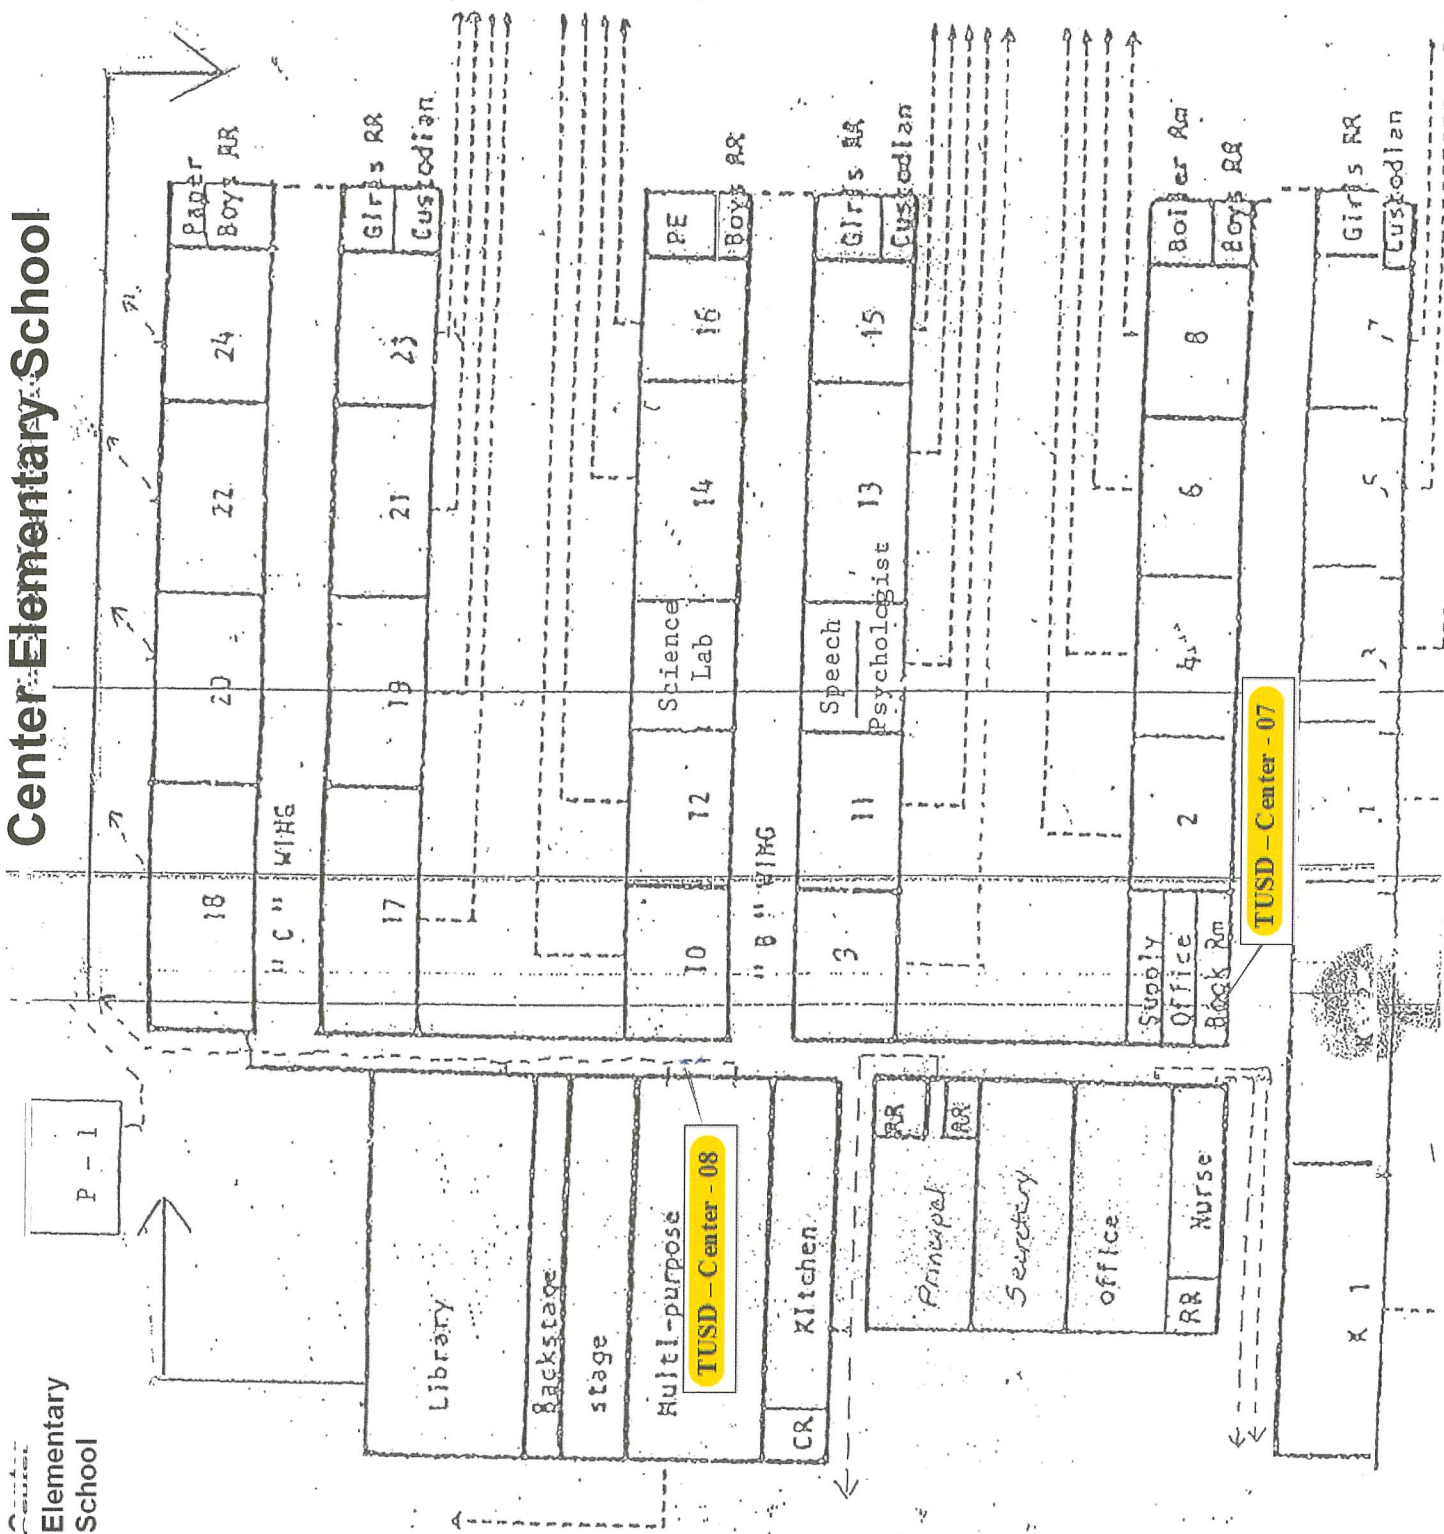 Center Elementary School
Elementary
School
P - 1
Paper
Boys RR
24
22
20
18
" C " WING
Girls RR
Custodian
23
21
19
17
PE
Boys RR
16
14
Science
Lab
12
10
" B " WING
Girls RR
Custodian
15
13
Speech
Psychologist
11
3
Boiler Rm
Boys RR
8
6
4
2
Supply
Office
Book Rm
TUSD - Center - 07
Girls RR
Custodian
7
5
3
1
K 1
Library
Backstage
stage
Multi-purpose
TUSD - Center - 08
Kitchen
CR
RR
RR
Principal
Secretary
office
Nurse
RR